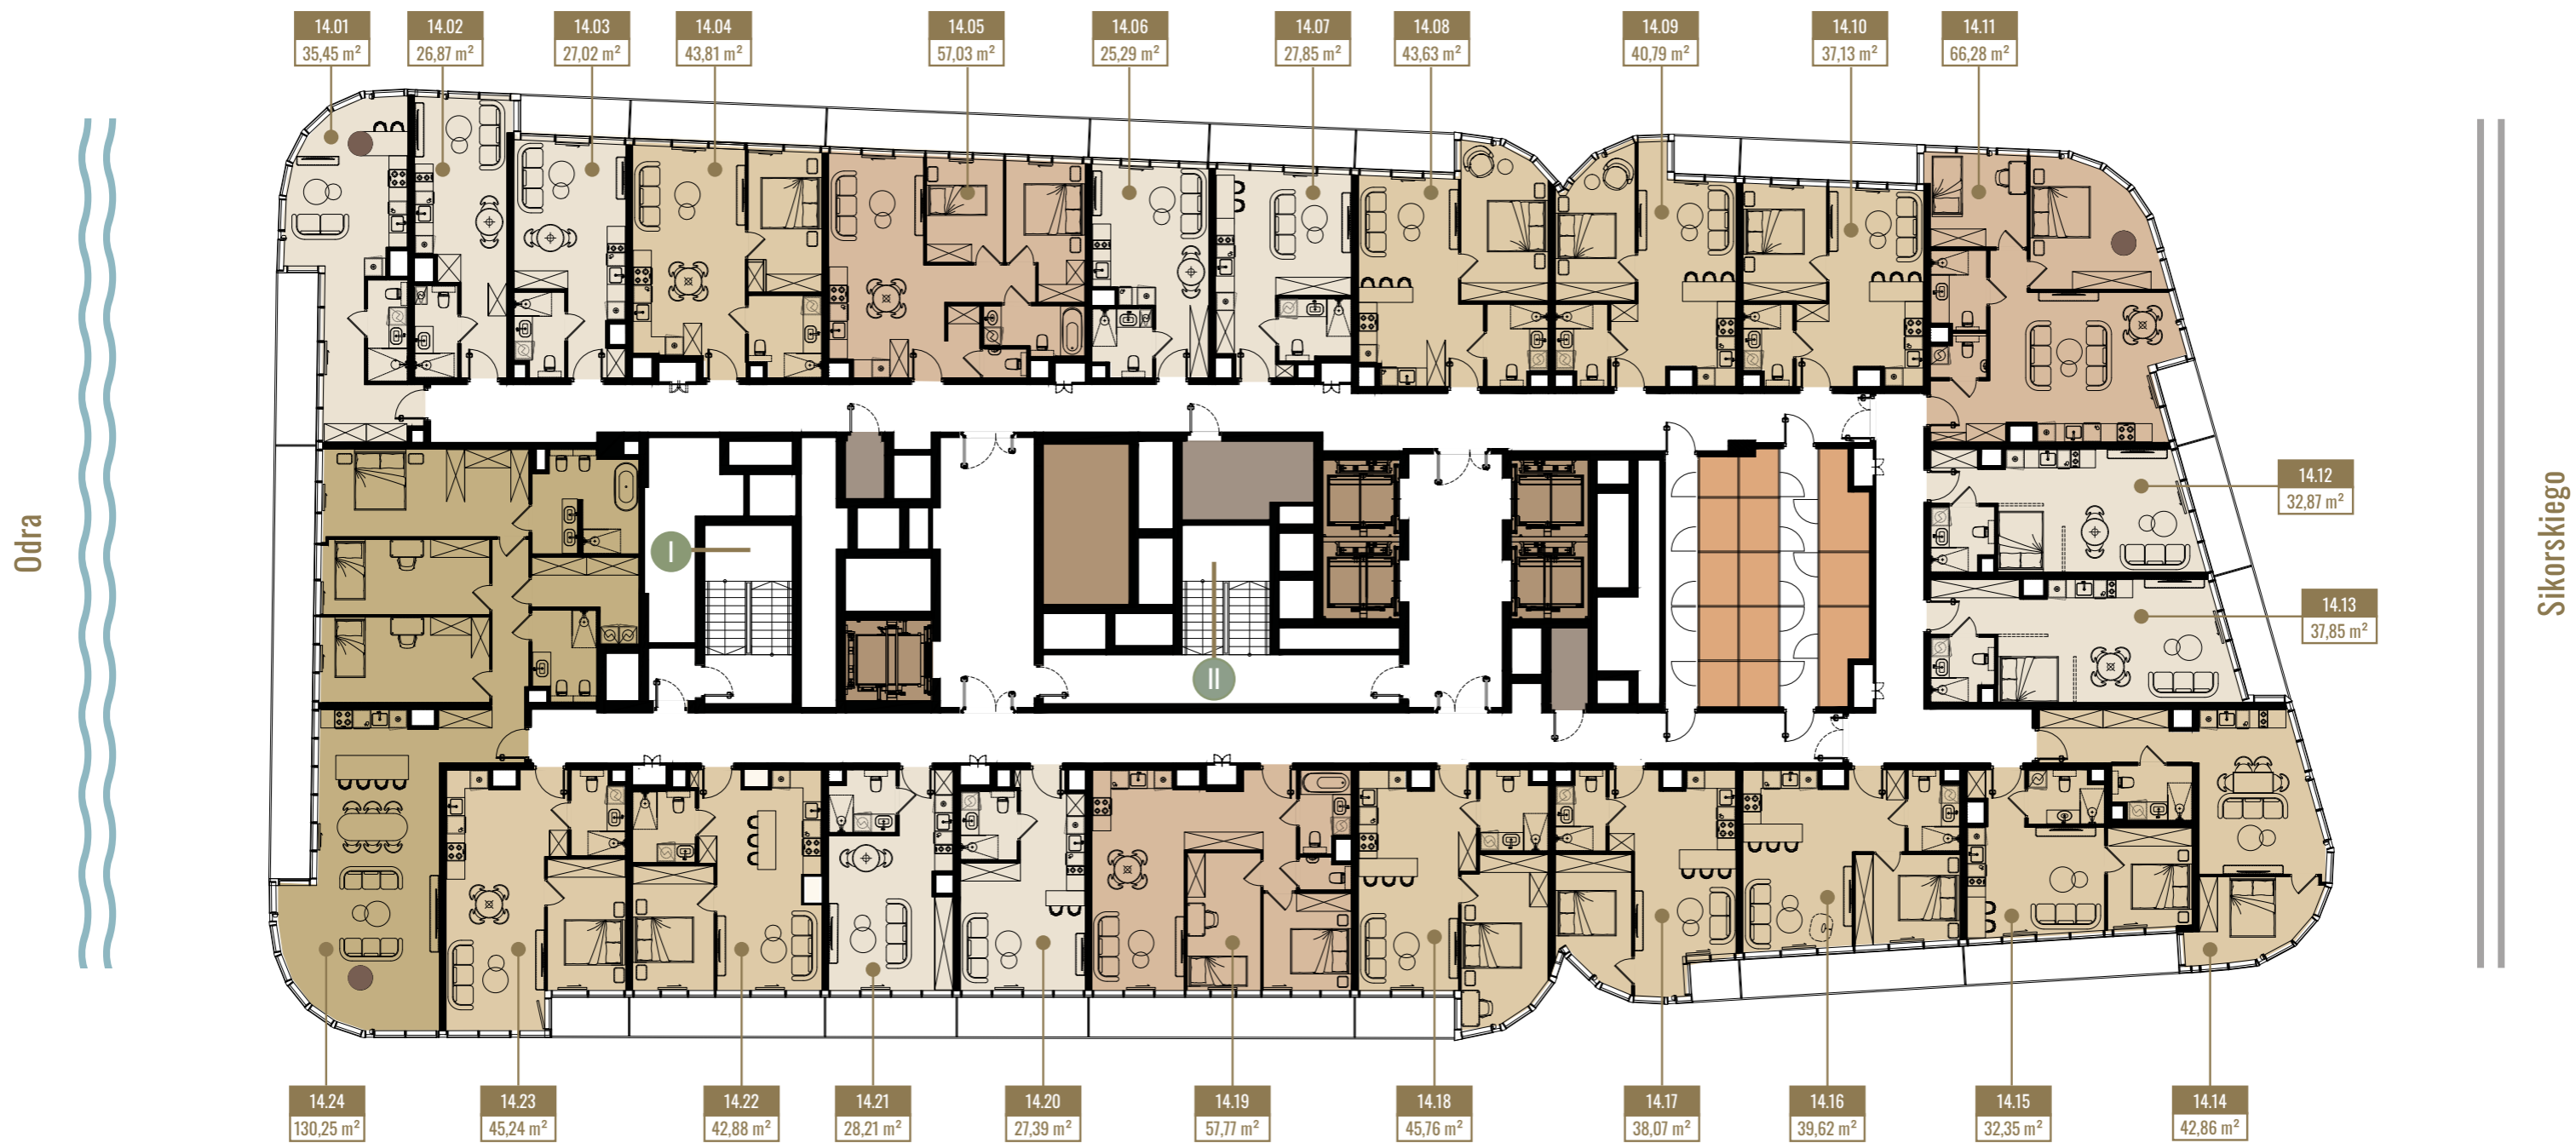 14.01
35,45 m²
14.02
26,87 m²
14.03
27,02 m²
14.04
43,81 m²
14.05
57,03 m²
14.06
25,29 m²
14.07
27,85 m²
14.08
43,63 m²
14.09
40,79 m²
14.10
37,13 m²
14.11
66,28 m²
14.12
32,87 m²
14.13
37,85 m²
Odra
Sikorskiego
I
II
14.24
130,25 m²
14.23
45,24 m²
14.22
42,88 m²
14.21
28,21 m²
14.20
27,39 m²
14.19
57,77 m²
14.18
45,76 m²
14.17
38,07 m²
14.16
39,62 m²
14.15
32,35 m²
14.14
42,86 m²